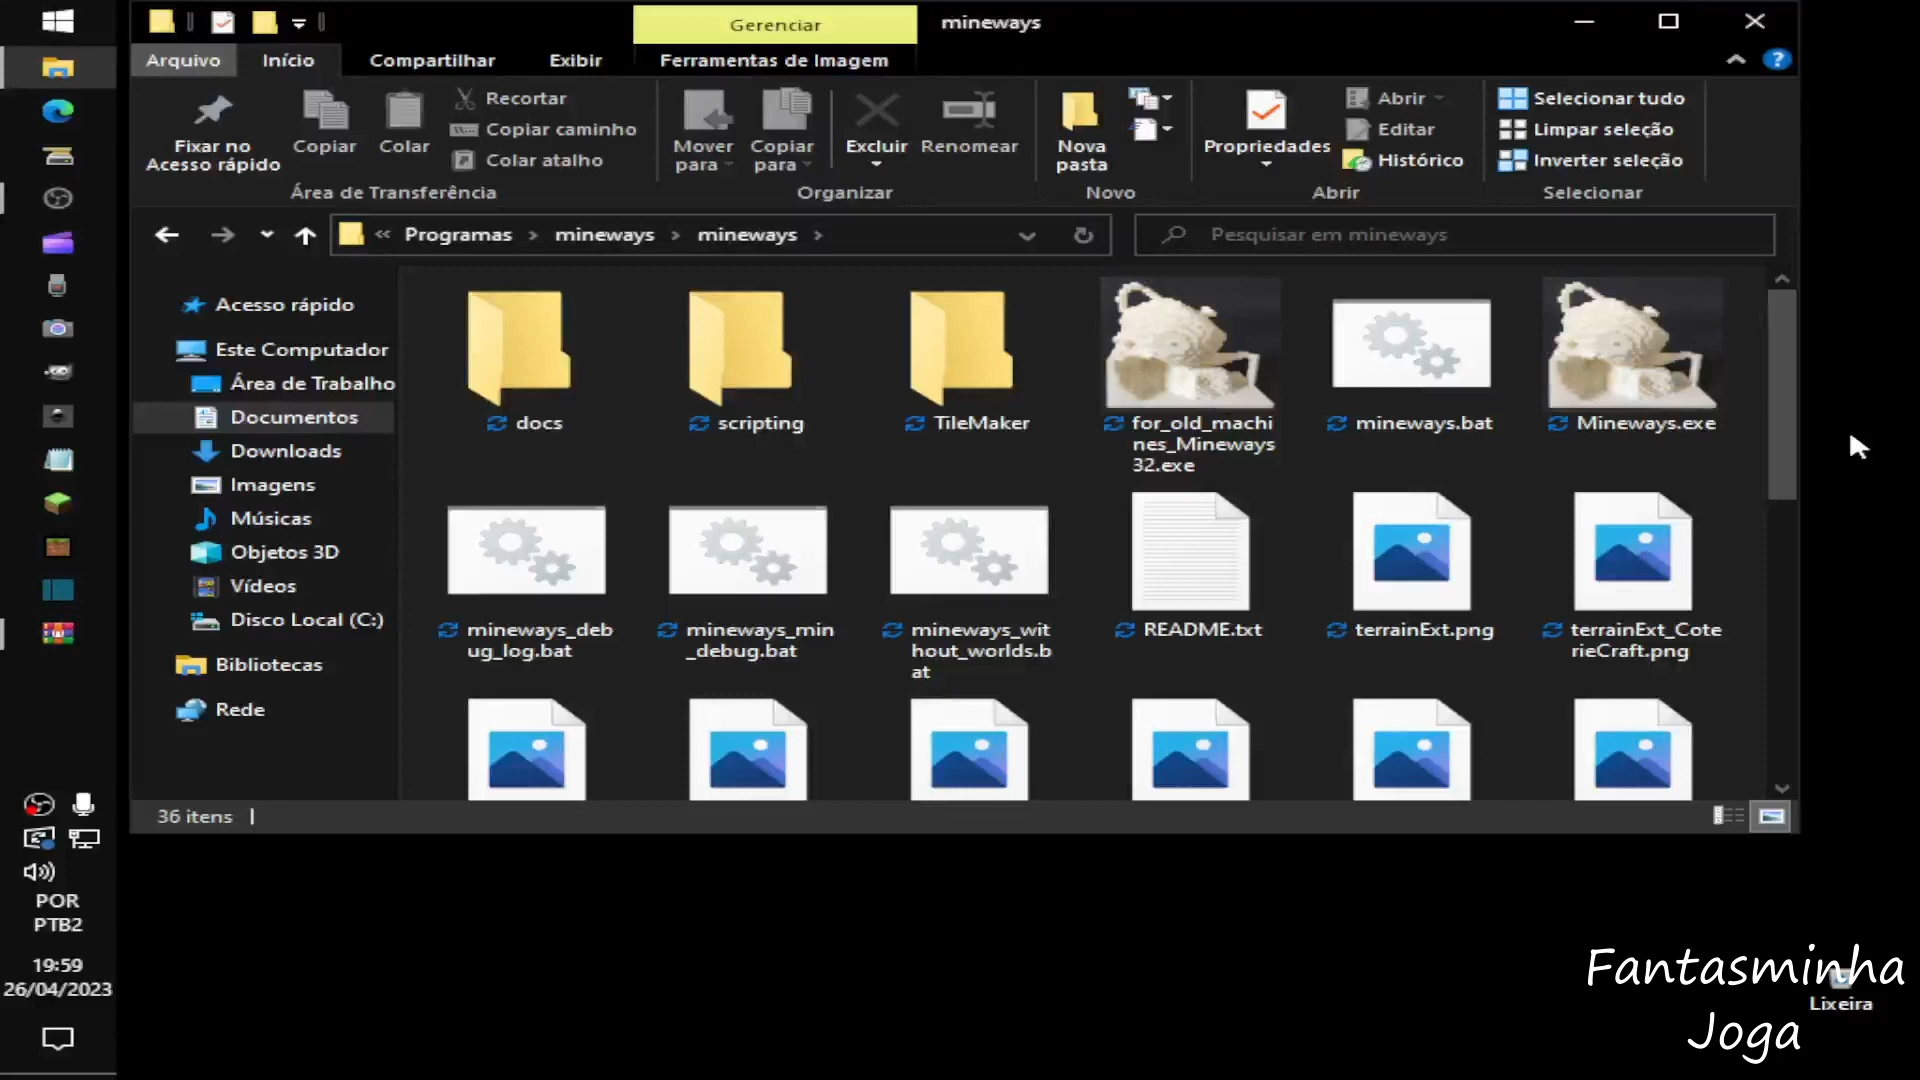 Gerenciar
mineways
Arquivo
Início
Compartilhar
Exibir
Ferramentas de Imagem
Fixar no
Acesso rápido
Copiar
Colar
Recortar
Copiar caminho
Colar atalho
Área de Transferência
Mover
para
Copiar
para
Excluir
Renomear
Organizar
Nova
pasta
Novo
Propriedades
Abrir
Editar
Histórico
Abrir
Selecionar tudo
Limpar seleção
Inverter seleção
Selecionar
« Programas > mineways > mineways >
Pesquisar em mineways
Acesso rápido
Este Computador
Área de Trabalho
Documentos
Downloads
Imagens
Músicas
Objetos 3D
Vídeos
Disco Local (C:)
Bibliotecas
Rede
docs
scripting
TileMaker
for_old_machi
nes_Mineways
32.exe
mineways.bat
Mineways.exe
mineways_deb
ug_log.bat
mineways_min
_debug.bat
mineways_wit
hout_worlds.b
at
README.txt
terrainExt.png
terrainExt_Cote
rieCraft.png
36 itens
POR
PTB2
19:59
26/04/2023
Fantasminha
Joga
Lixeira